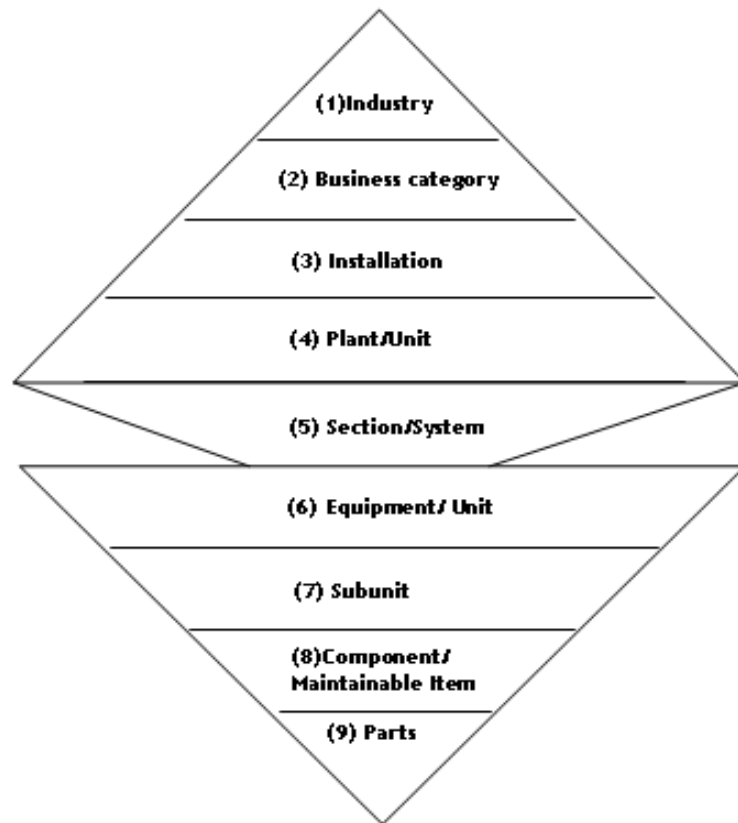 (1)Industry
(2) Business category
(3) Installation
(4) Plant/Unit
(5) Section/System
(6) Equipment/ Unit
(7) Subunit
(8)Component/
Maintainable Item
(9) Parts